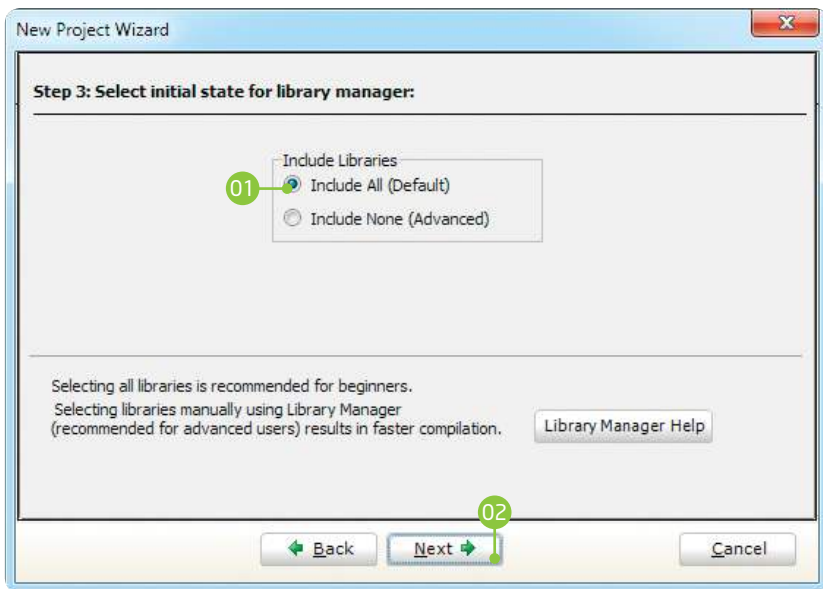 New Project Wizard
Step 3: Select initial state for library manager:
Include Libraries
01
Include All (Default)
Include None (Advanced)
Selecting all libraries is recommended for beginners.
Selecting libraries manually using Library Manager
(recommended for advanced users) results in faster compilation.
Library Manager Help
02
Back
Next
Cancel